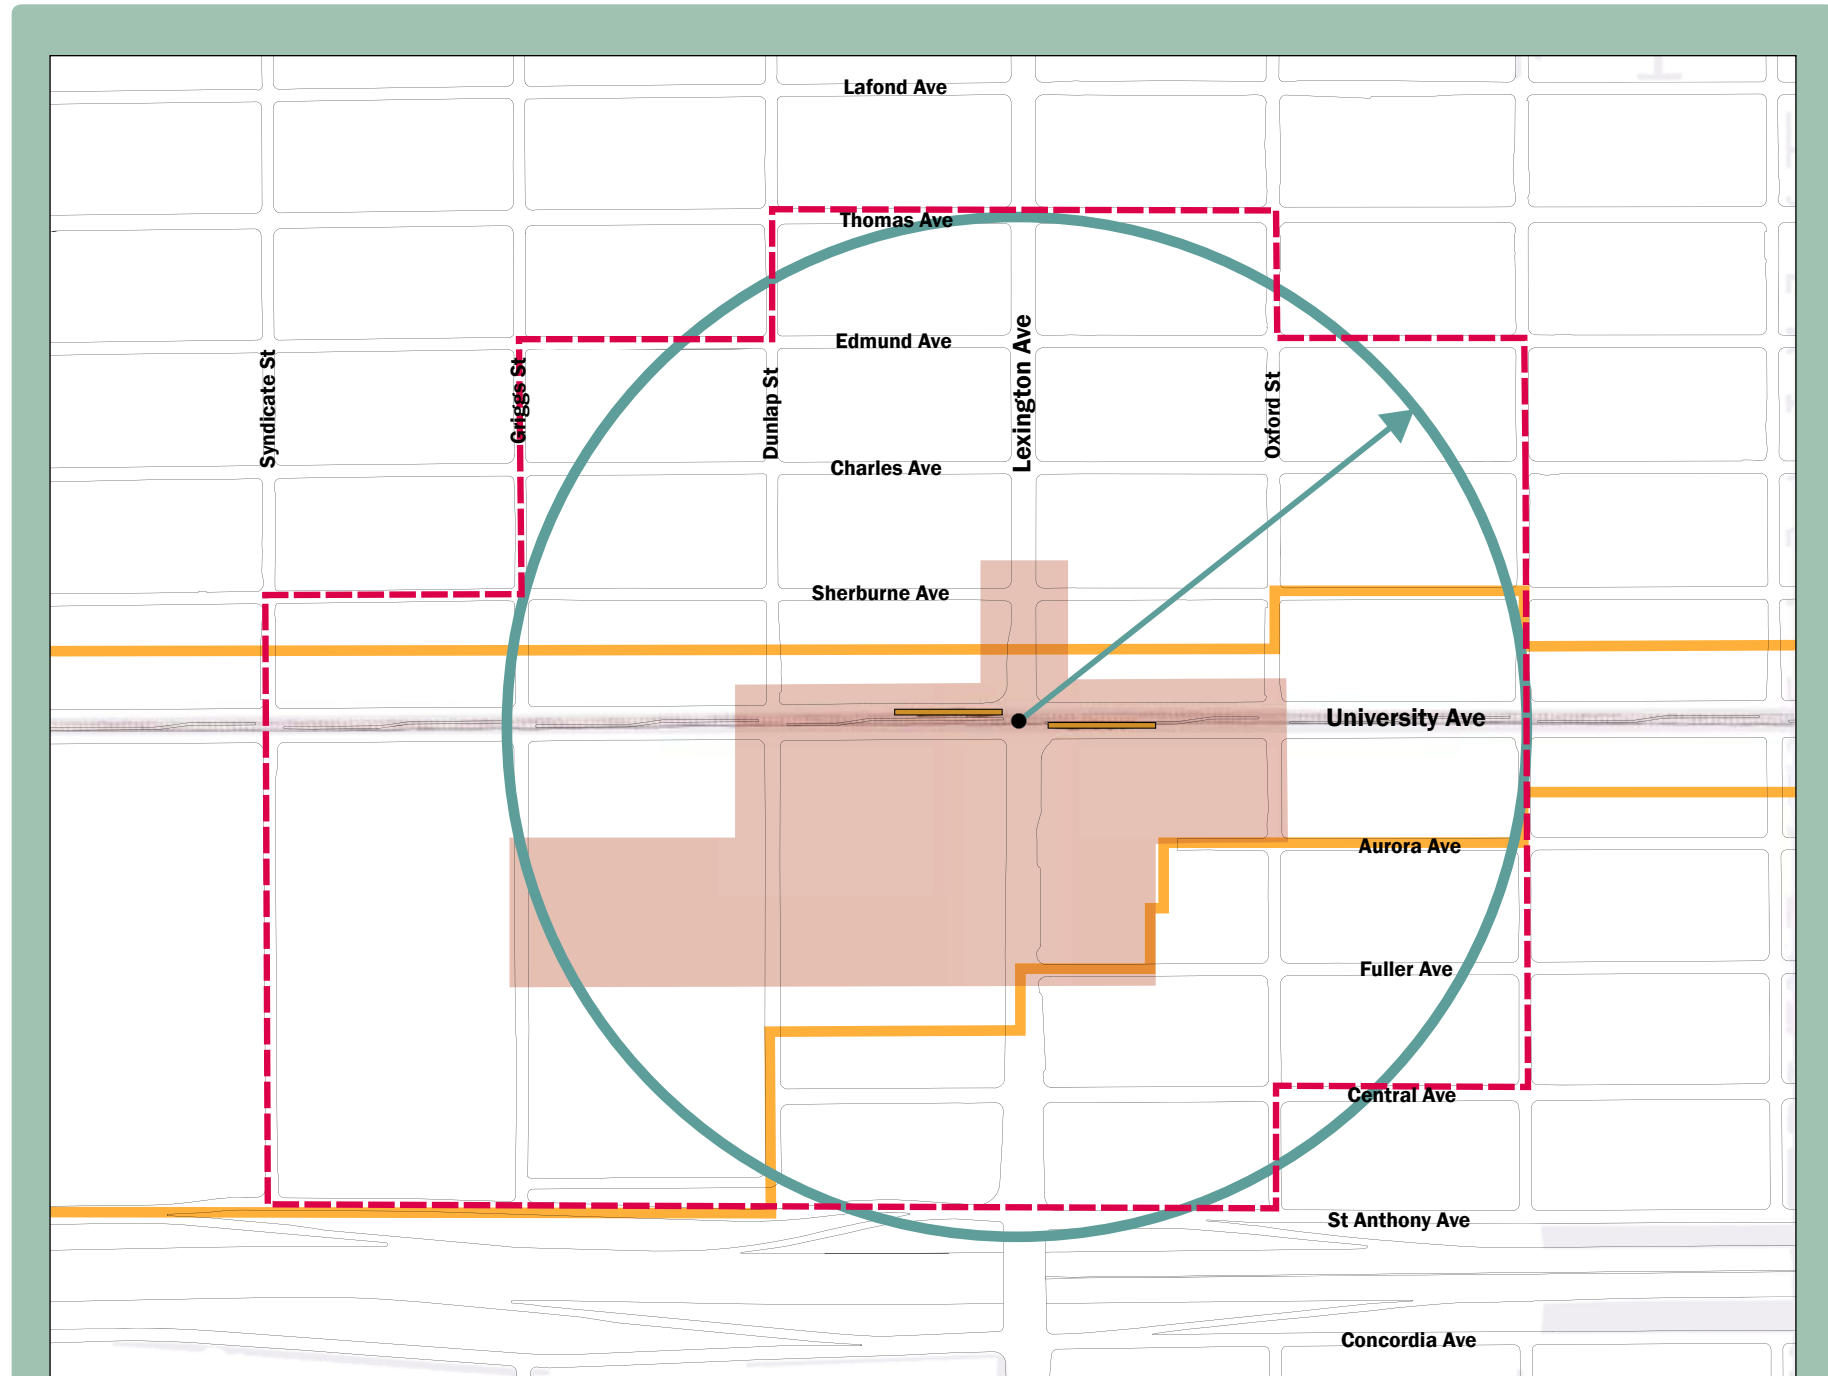 Lafond Ave
Thomas Ave
Edmund Ave
Syndicate St
Griggs St
Dunlap St
Lexington Ave
Oxford St
Charles Ave
Sherburne Ave
University Ave
Aurora Ave
Fuller Ave
Central Ave
St Anthony Ave
Concordia Ave